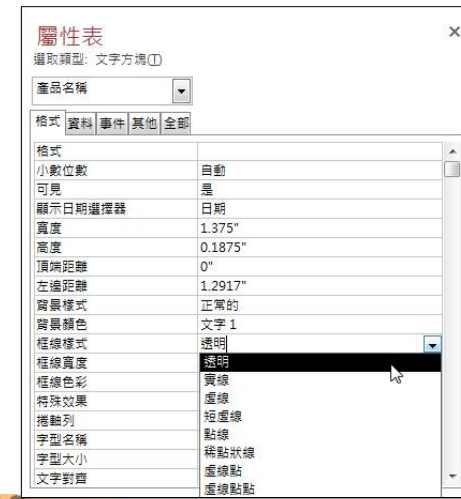 屬性表
選取類型: 文字方塊(T)
產品名稱
格式 資料 事件 其他 全部
格式
小數位數 自動
可見 是
顯示日期選擇器 日期
寬度 1.375"
高度 0.1875"
頂端距離 0"
左邊距離 1.2917"
背景樣式 正常的
背景顏色 文字 1
框線樣式 透明
框線寬度 透明
框線色彩 實線
特殊效果 虛線
捲軸列 短虛線
字型名稱 點線
字型大小 稀點狀線
文字對齊 虛線點
虛線點點